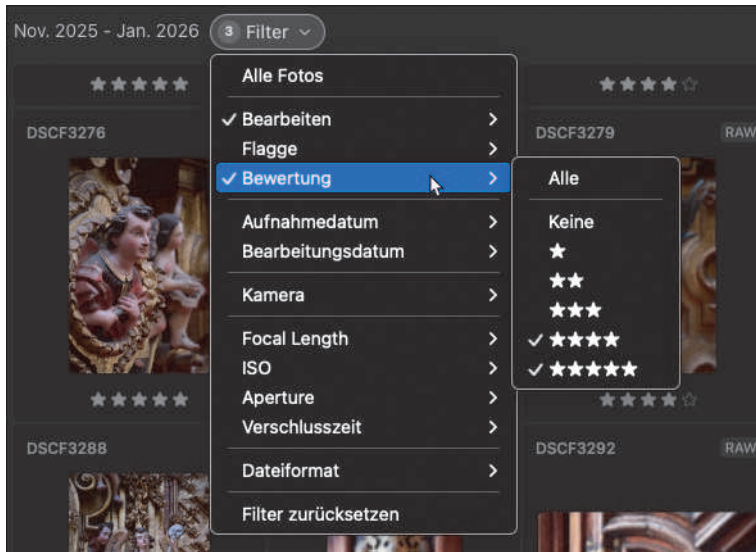 Nov. 2025 - Jan. 2026 3 Filter
Alle Fotos
Bearbeiten
Flagge
Bewertung
Aufnahmedatum
Bearbeitungsdatum
Kamera
Focal Length
ISO
Aperture
Verschlusszeit
Dateiformat
Filter zurücksetzen
Alle
Keine
DSCF3276
DSCF3279 RAW
DSCF3288
DSCF3292 RAW